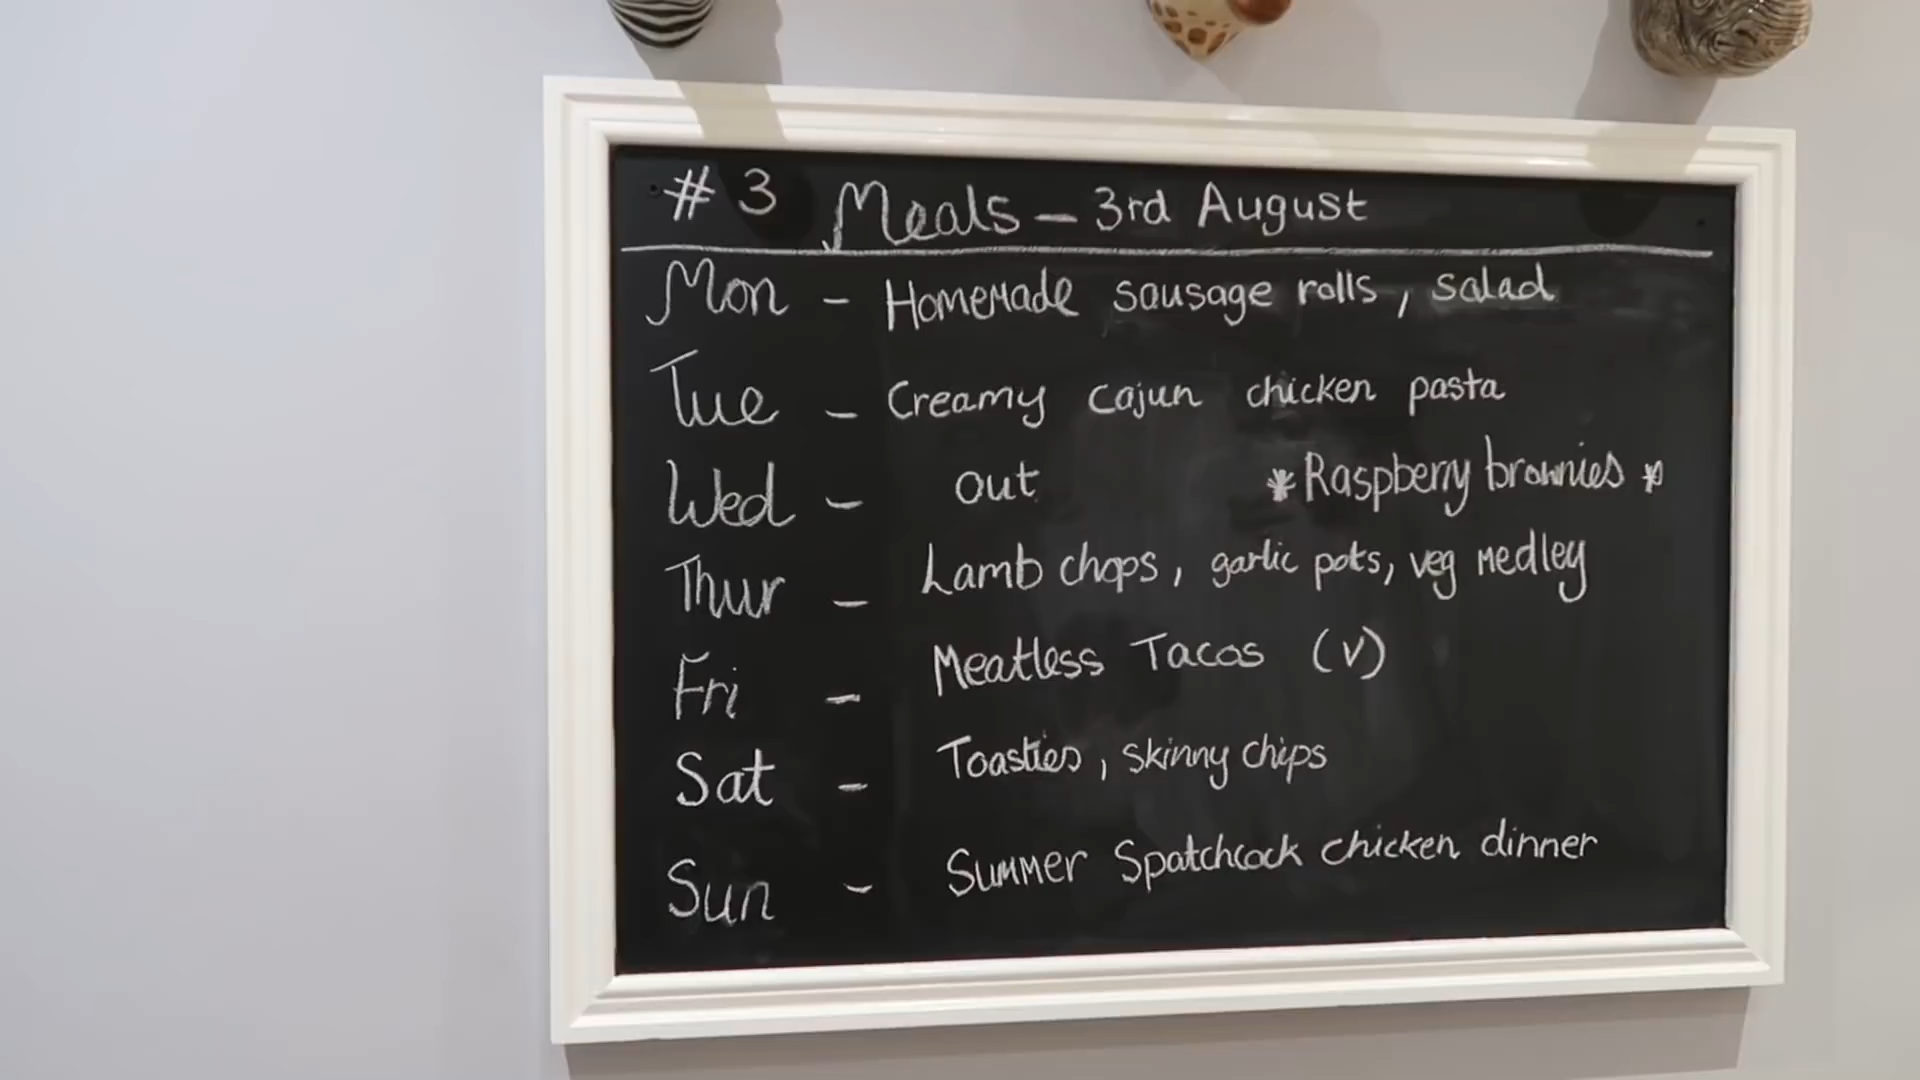 # 3 Meals - 3rd August
Mon - Homemade sausage rolls, salad
Tue - Creamy cajun chicken pasta
Wed - out *Raspberry brownies*
Thur - Lamb chops, garlic pots, veg medley
Fri - Meatless Tacos (V)
Sat - Toasties, skinny chips
Sun - Summer Spatchcock chicken dinner